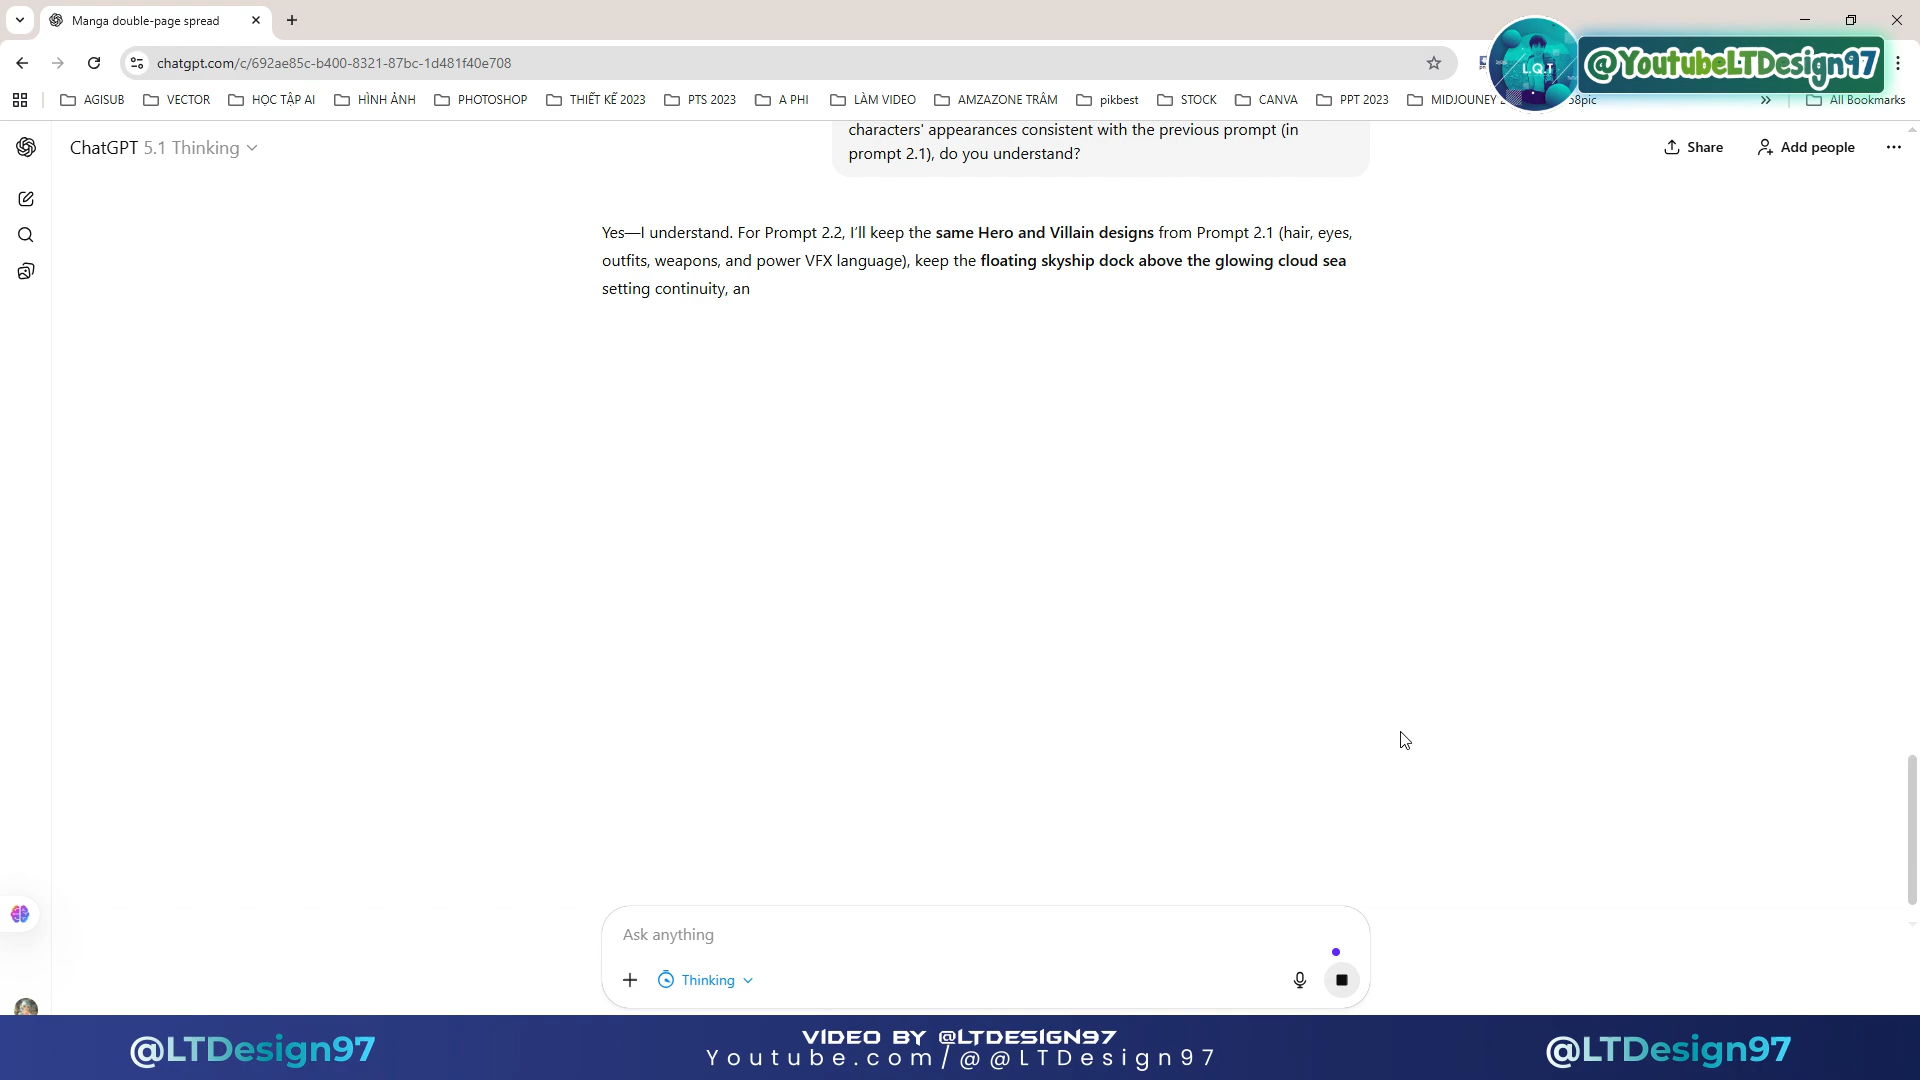 Manga double-page spread
@YoutubeLTDesign97
L.Q.T
chatgpt.com/c/692ae85c-b400-8321-87bc-1d481f40e708
AGISUB
VECTOR
HỌC TẬP AI
HÌNH ẢNH
PHOTOSHOP
THIẾT KẾ 2023
PTS 2023
A PHI
LÀM VIDEO
AMZAZONE TRÂM
pikbest
STOCK
CANVA
PPT 2023
MIDJOUNEY
58pic
All Bookmarks
ChatGPT 5.1 Thinking
Share
Add people
characters' appearances consistent with the previous prompt (in
prompt 2.1), do you understand?
Yes—I understand. For Prompt 2.2, I'll keep the same Hero and Villain designs from Prompt 2.1 (hair, eyes,
outfits, weapons, and power VFX language), keep the floating skyship dock above the glowing cloud sea
setting continuity, an
Ask anything
Thinking
@LTDesign97
VIDEO BY @LTDESIGN97
Youtube.com/@@LTDesign97
@LTDesign97